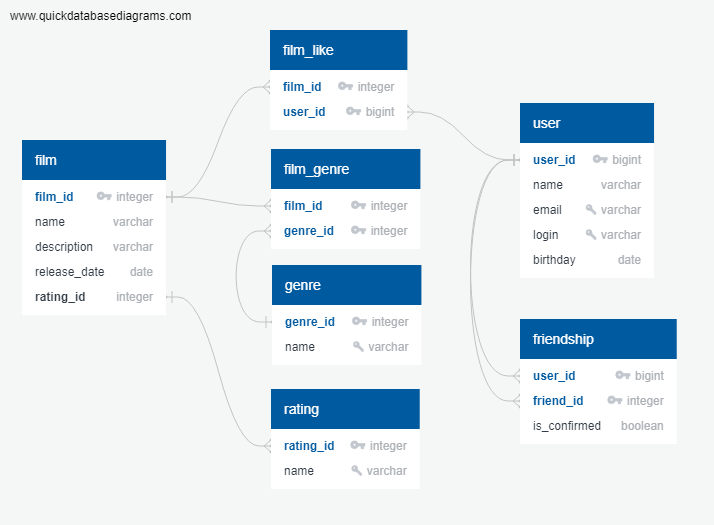 www.quickdatabasediagrams.com
film_like
film_id integer
user_id bigint
film
film_id integer
name varchar
description varchar
release_date date
rating_id integer
film_genre
film_id integer
genre_id integer
genre
genre_id integer
name varchar
rating
rating_id integer
name varchar
user
user_id bigint
name varchar
email varchar
login varchar
birthday date
friendship
user_id bigint
friend_id integer
is_confirmed boolean